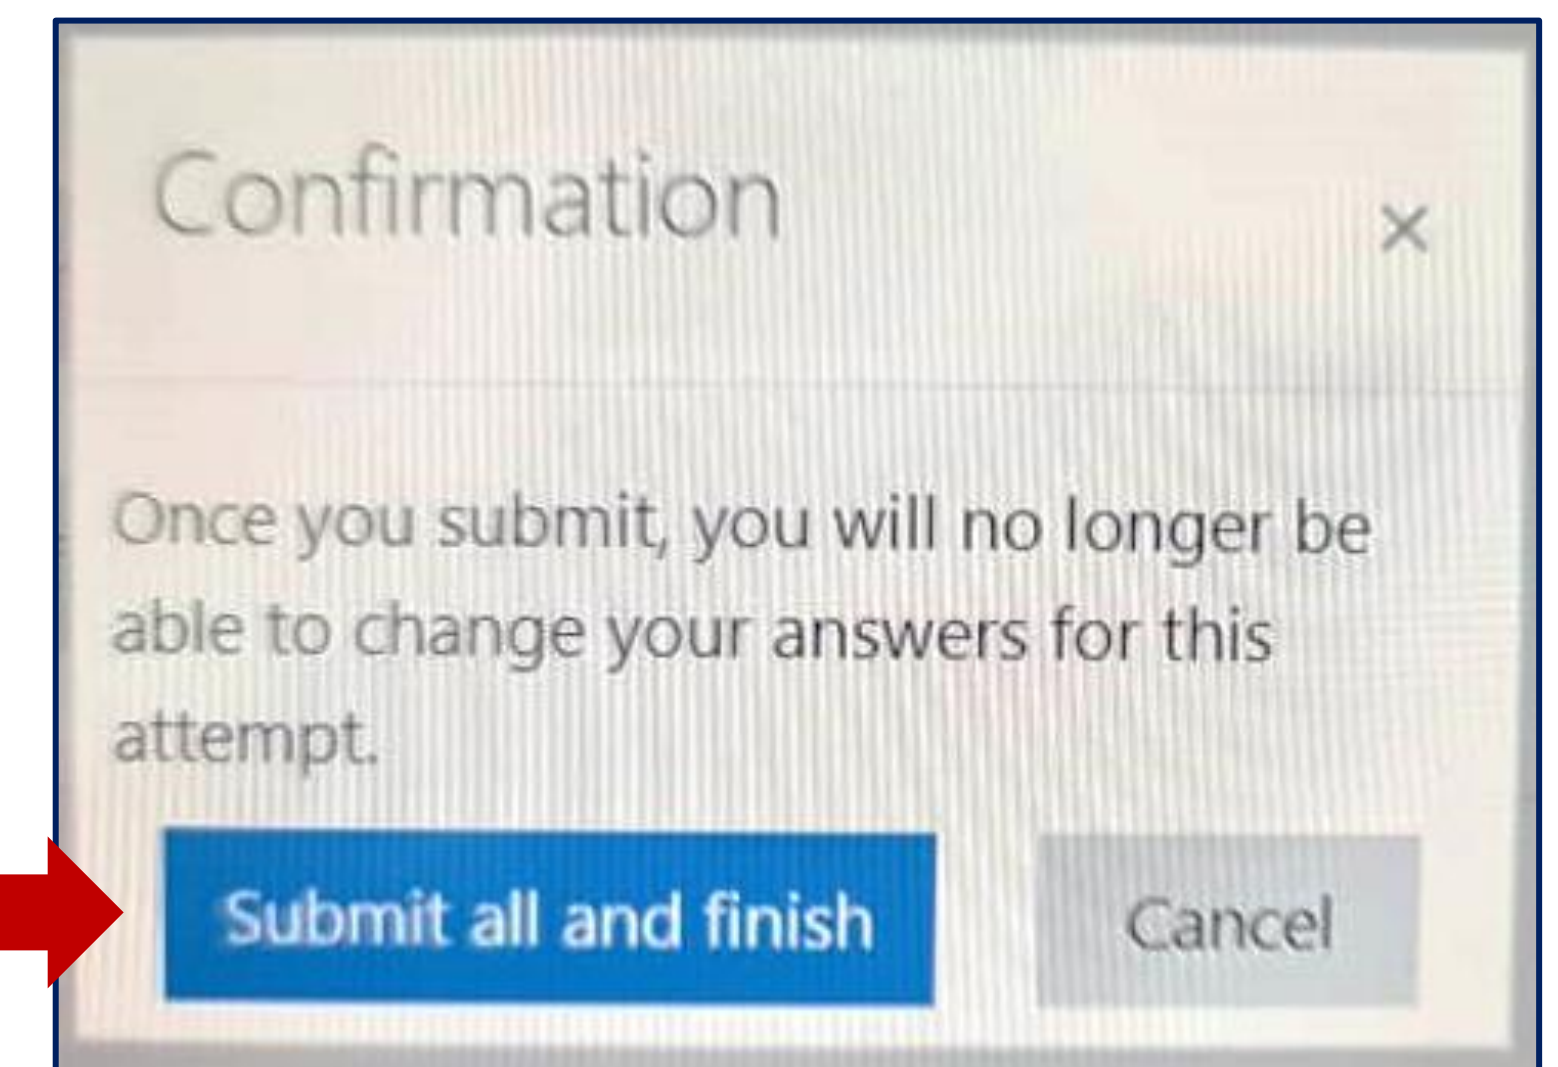 Confirmation ×
Once you submit, you will no longer be
able to change your answers for this
attempt.
Submit all and finish
Cancel